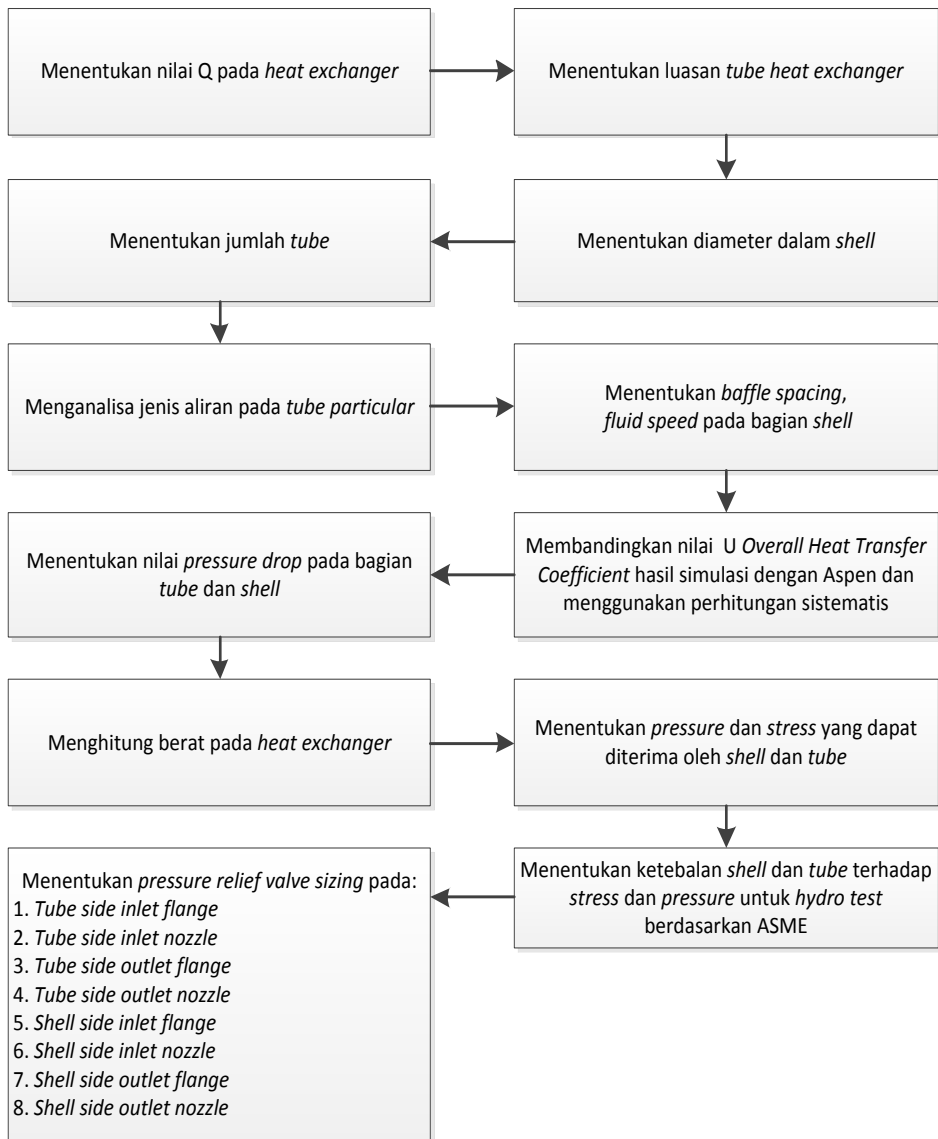 Menentukan nilai Q pada heat exchanger
Menentukan luasan tube heat exchanger
Menentukan diameter dalam shell
Menentukan jumlah tube
Menganalisa jenis aliran pada tube particular
Menentukan baffle spacing,
fluid speed pada bagian shell
Membandingkan nilai U Overall Heat Transfer
Coefficient hasil simulasi dengan Aspen dan
menggunakan perhitungan sistematis
Menentukan nilai pressure drop pada bagian
tube dan shell
Menghitung berat pada heat exchanger
Menentukan pressure dan stress yang dapat
diterima oleh shell dan tube
Menentukan ketebalan shell dan tube terhadap
stress dan pressure untuk hydro test
berdasarkan ASME
Menentukan pressure relief valve sizing pada:
1. Tube side inlet flange
2. Tube side inlet nozzle
3. Tube side outlet flange
4. Tube side outlet nozzle
5. Shell side inlet flange
6. Shell side inlet nozzle
7. Shell side outlet flange
8. Shell side outlet nozzle